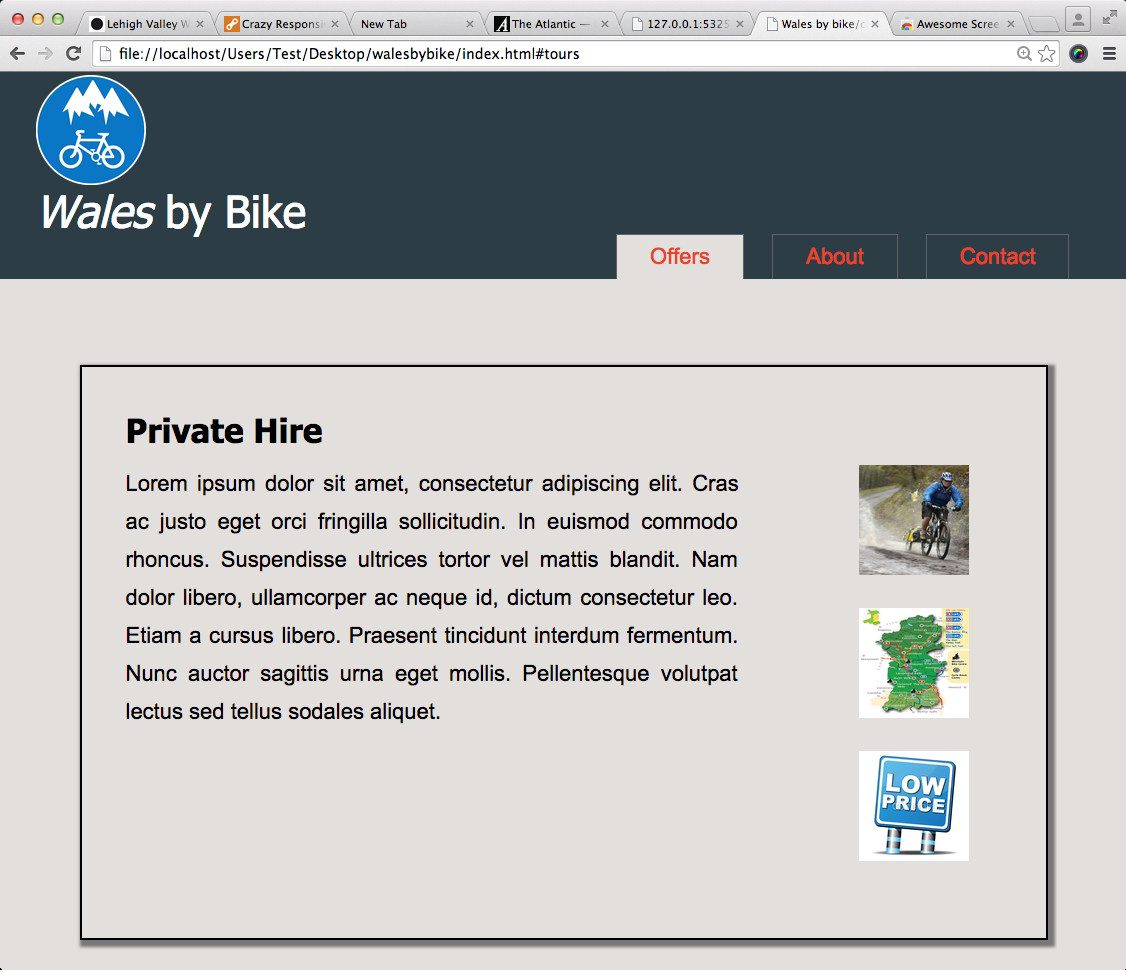 Lehigh Valley W
Crazy Respons
New Tab
The Atlantic —
127.0.0.1:5325
Wales by bike/o
Awesome Scree
file://localhost/Users/Test/Desktop/walesbybike/index.html#tours
Wales by Bike
Offers
About
Contact
Private Hire
Lorem ipsum dolor sit amet, consectetur adipiscing elit. Cras
ac justo eget orci fringilla sollicitudin. In euismod commodo
rhoncus. Suspendisse ultrices tortor vel mattis blandit. Nam
dolor libero, ullamcorper ac neque id, dictum consectetur leo.
Etiam a cursus libero. Praesent tincidunt interdum fermentum.
Nunc auctor sagittis urna eget mollis. Pellentesque volutpat
lectus sed tellus sodales aliquet.
LOW
PRICE